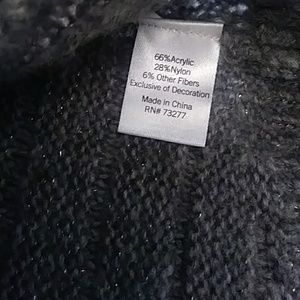 66%Acrylic
28%Nylon
6% Other Fibers
Exclusive of Decoration
Made in China
RN# 73277